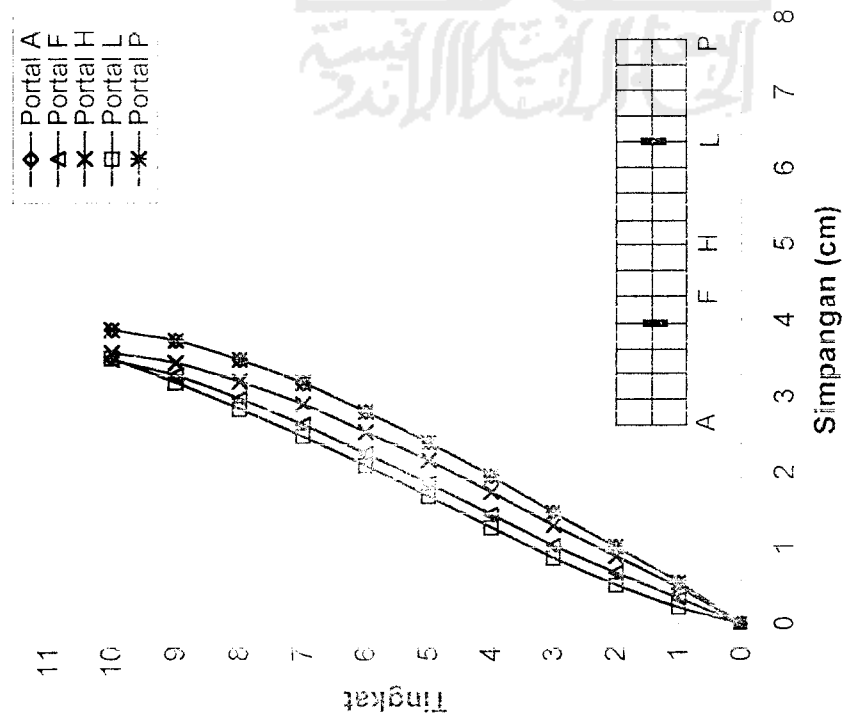 Portal A
Portal F
Portal H
Portal L
Portal P
Tingkat
11
10
9
8
7
6
5
4
3
2
1
0
A F H L P
0 1 2 3 4 5 6 7 8
Simpangan (cm)